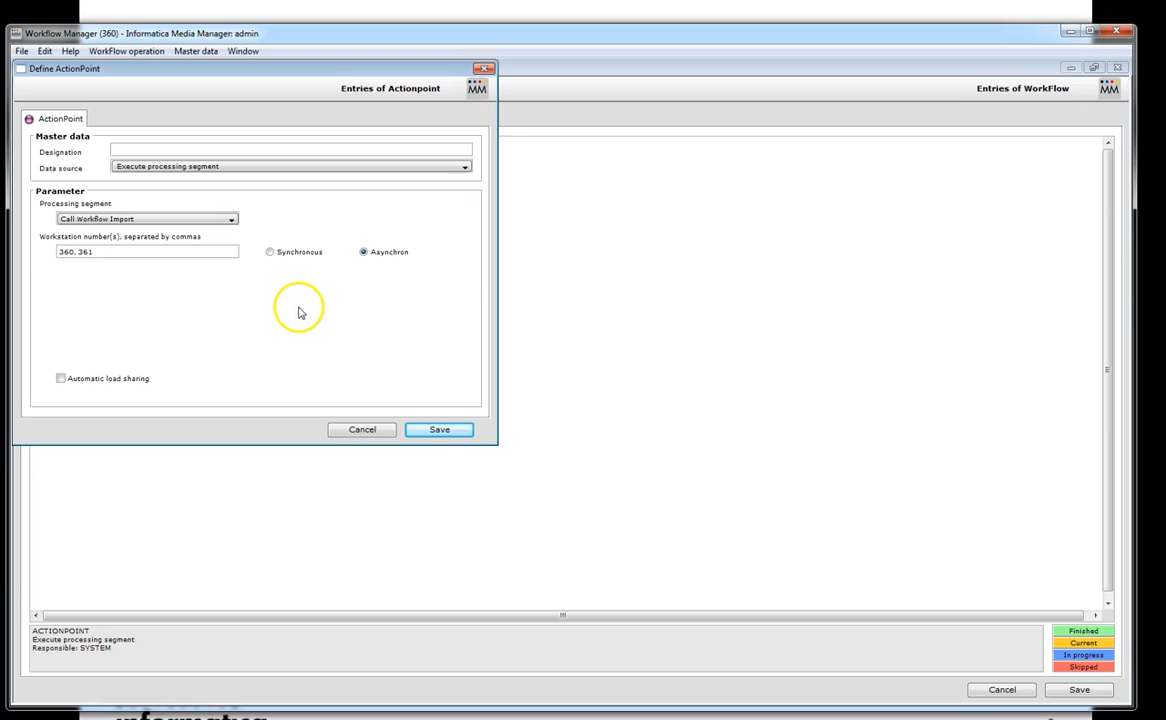 Workflow Manager (360) - Informatica Media Manager: admin
File Edit Help WorkFlow operation Master data Window
Define ActionPoint
Entries of Actionpoint
MM
Entries of WorkFlow
MM
ActionPoint
Master data
Designation
Data source Execute processing segment
Parameter
Processing segment
Call Workflow Import
Workstation number(s), separated by commas
360, 361 Synchronous Asynchron
Automatic load sharing
Cancel Save
ACTIONPOINT
Execute processing segment
Responsible: SYSTEM
Finished
Current
In progress
Skipped
Cancel Save
informatica